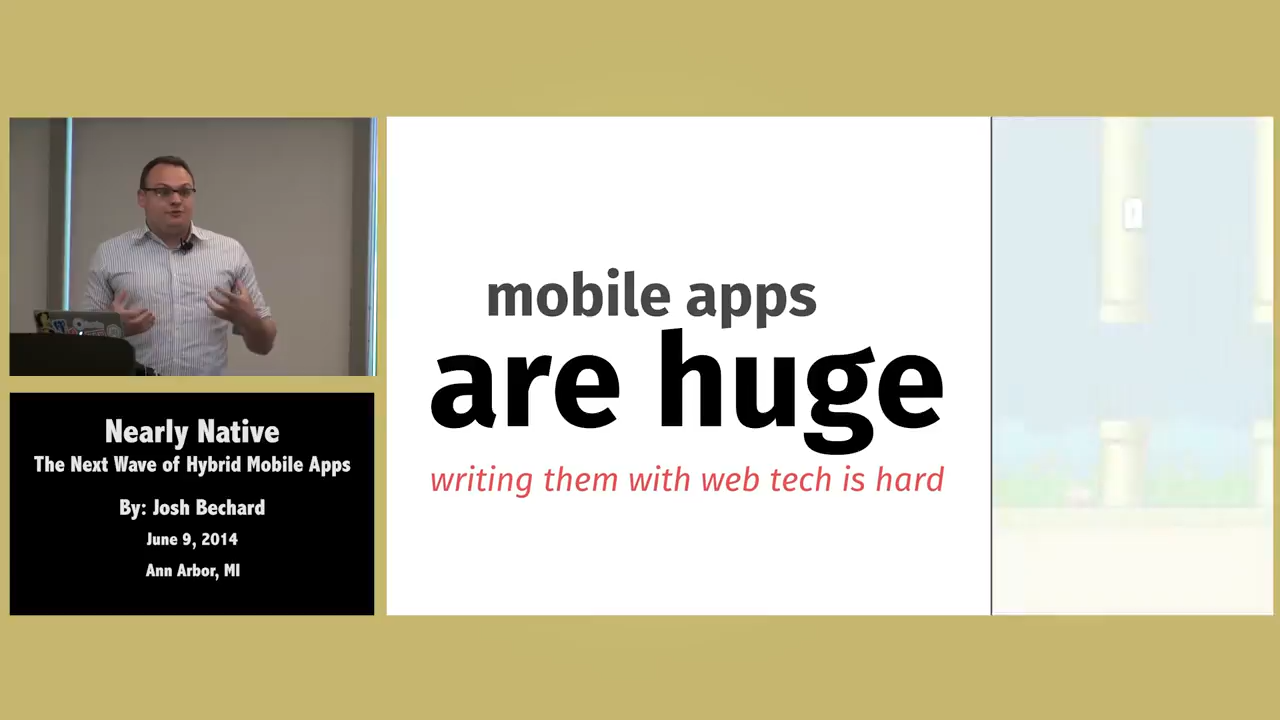 Nearly Native
The Next Wave of Hybrid Mobile Apps
By: Josh Bechard
June 9, 2014
Ann Arbor, MI
mobile apps
are huge
writing them with web tech is hard